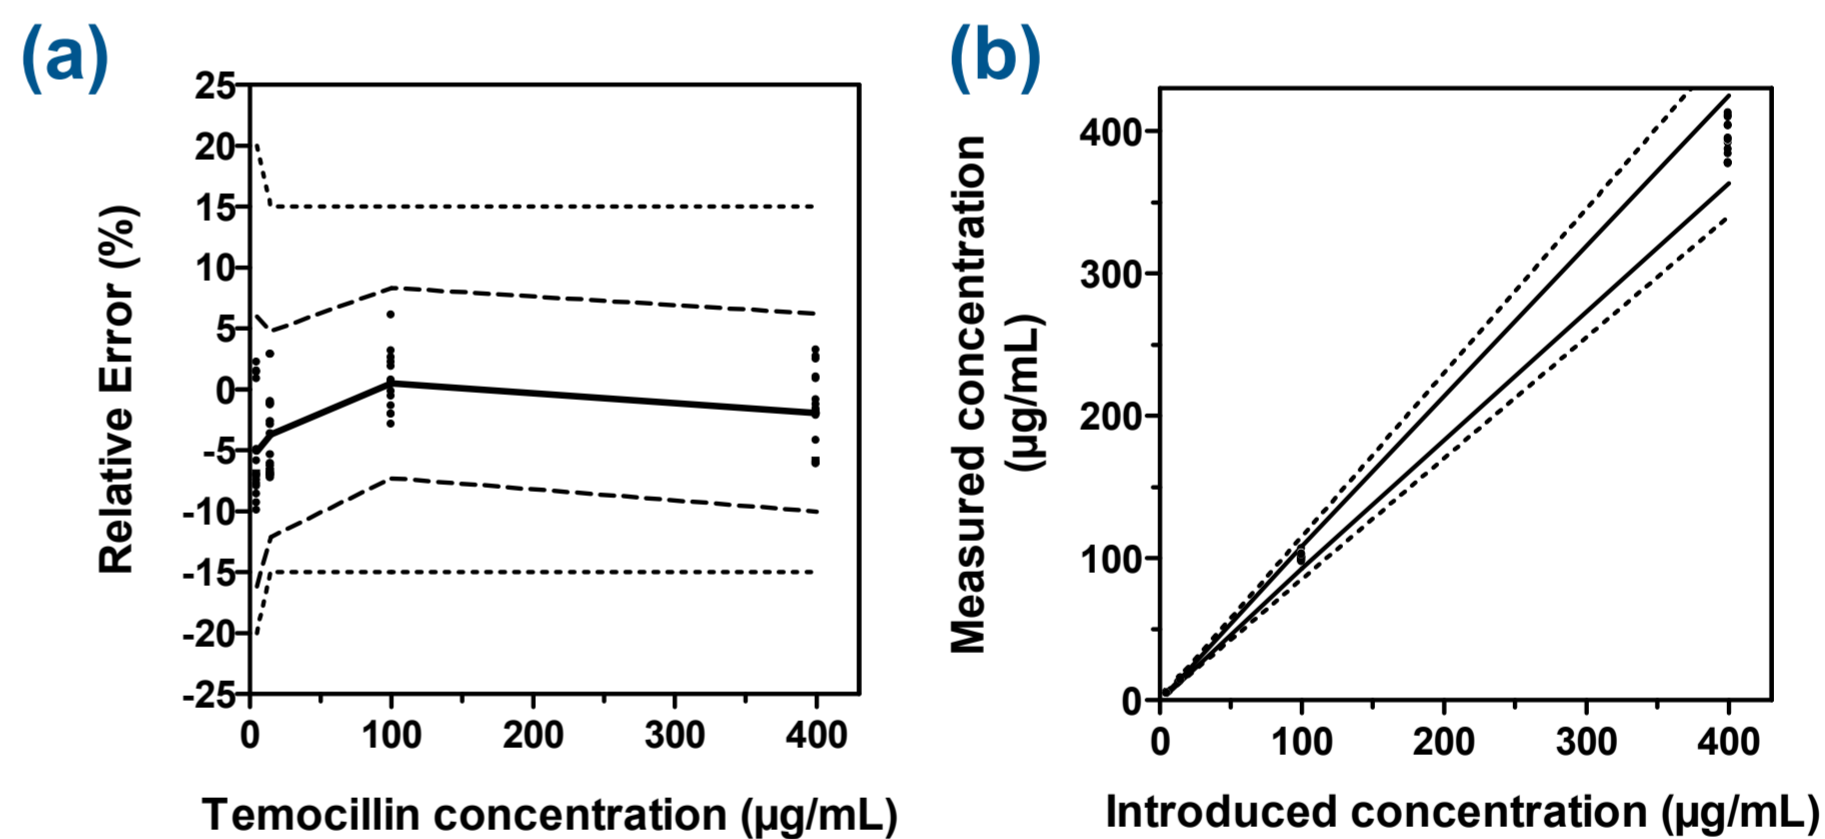 (a)
25
20
15
10
5
0
-5
-10
-15
-20
-25
Relative Error (%)
0 100 200 300 400
Temocillin concentration (µg/mL)
(b)
400
300
200
100
0
Measured concentration
(µg/mL)
0 100 200 300 400
Introduced concentration (µg/mL)